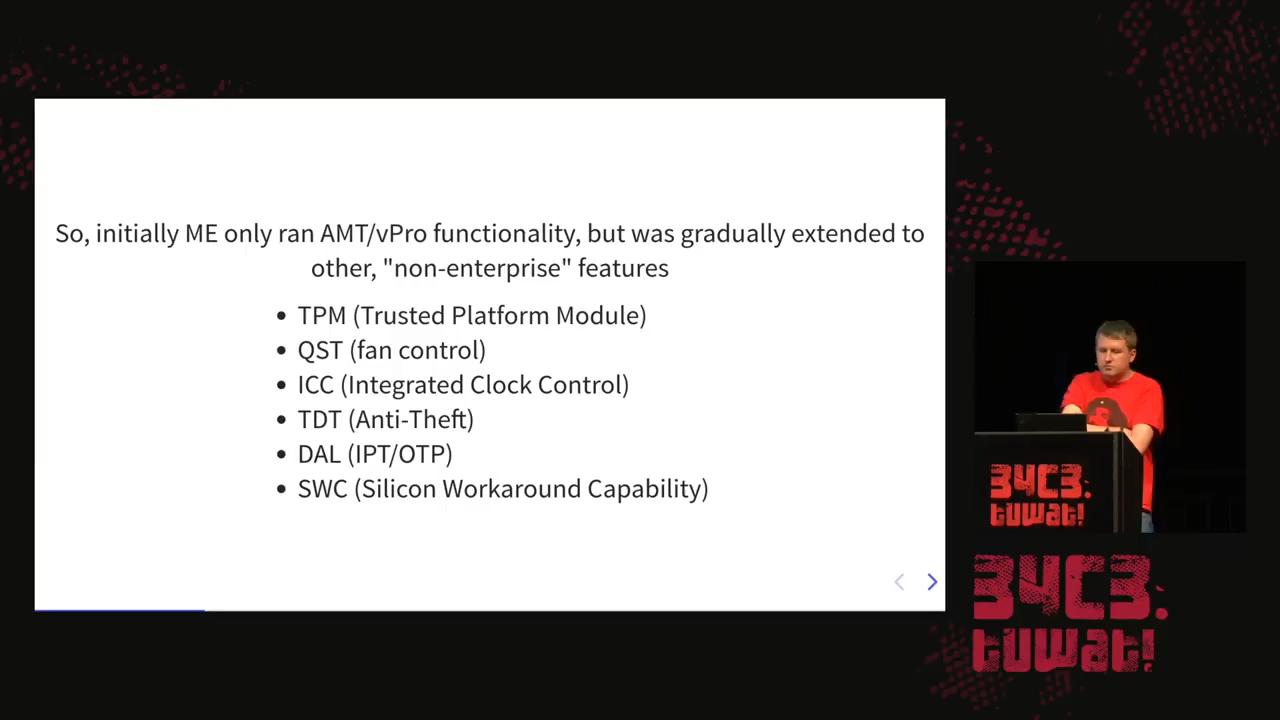 So, initially ME only ran AMT/vPro functionality, but was gradually extended to
other, "non-enterprise" features
• TPM (Trusted Platform Module)
• QST (fan control)
• ICC (Integrated Clock Control)
• TDT (Anti-Theft)
• DAL (IPT/OTP)
• SWC (Silicon Workaround Capability)
34C3.
tuwat!
34C3.
tuwat!